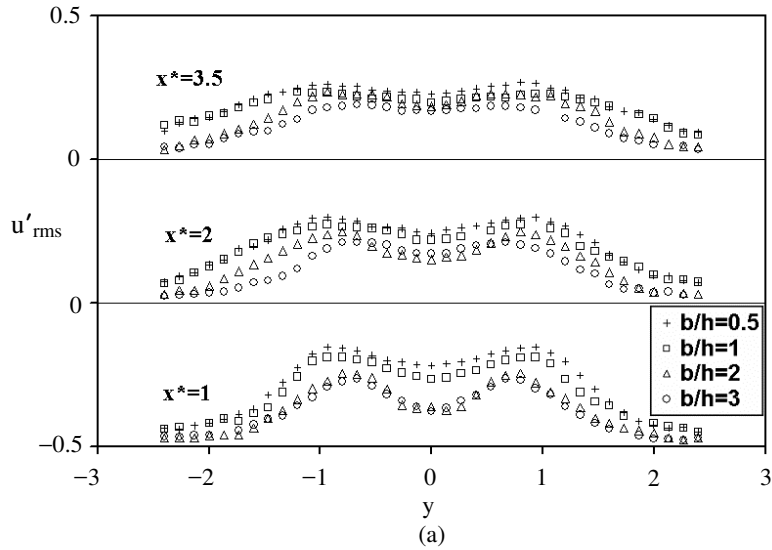 0.5
x*=3.5
0
u′rms
x*=2
0
b/h=0.5
b/h=1
b/h=2
b/h=3
x*=1
−0.5
−3 −2 −1 0 1 2 3
y
(a)